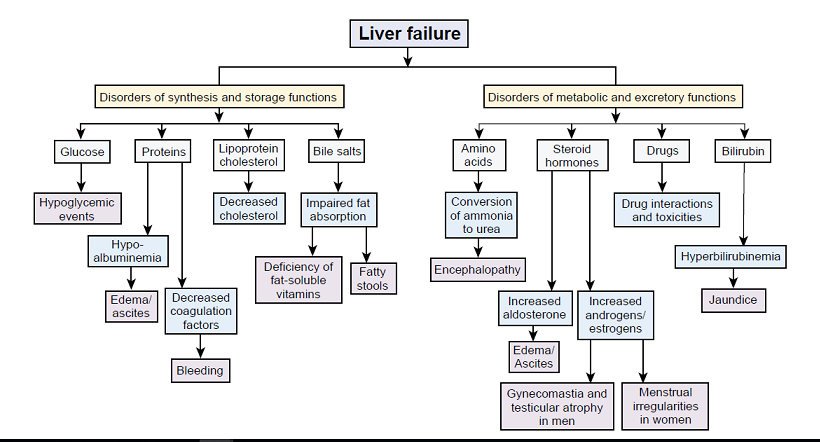 Liver failure
Disorders of synthesis and storage functions
Disorders of metabolic and excretory functions
Glucose
Proteins
Lipoprotein
cholesterol
Bile salts
Amino
acids
Steroid
hormones
Drugs
Bilirubin
Hypoglycemic
events
Decreased
cholesterol
Impaired fat
absorption
Conversion
of ammonia
to urea
Drug interactions
and toxicities
Hypo-
albuminemia
Hyperbilirubinemia
Deficiency of
fat-soluble
vitamins
Fatty
stools
Encephalopathy
Edema/
ascites
Decreased
coagulation
factors
Increased
aldosterone
Increased
androgens/
estrogens
Jaundice
Bleeding
Edema/
Ascites
Gynecomastia and
testicular atrophy
in men
Menstrual
irregularities
in women